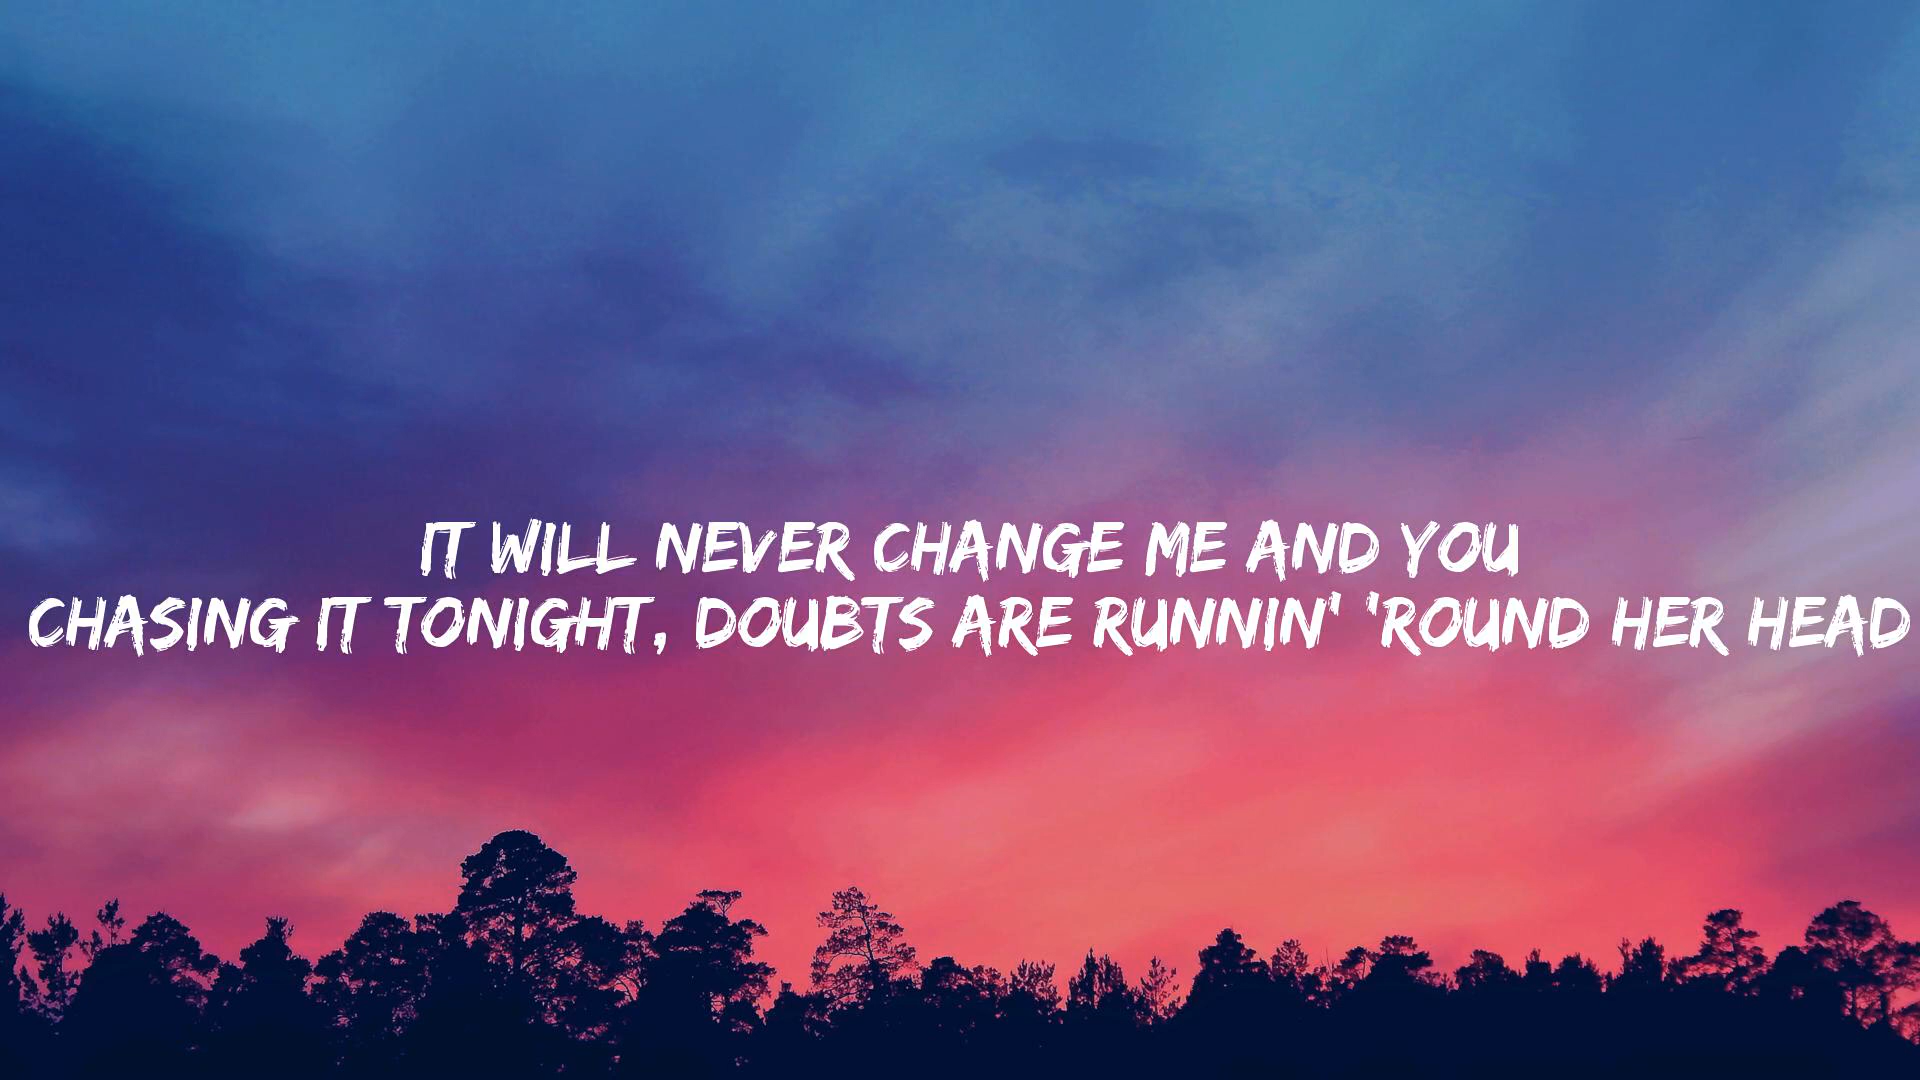 IT WILL NEVER CHANGE ME AND YOU
CHASING IT TONIGHT, DOUBTS ARE RUNNIN' 'ROUND HER HEAD